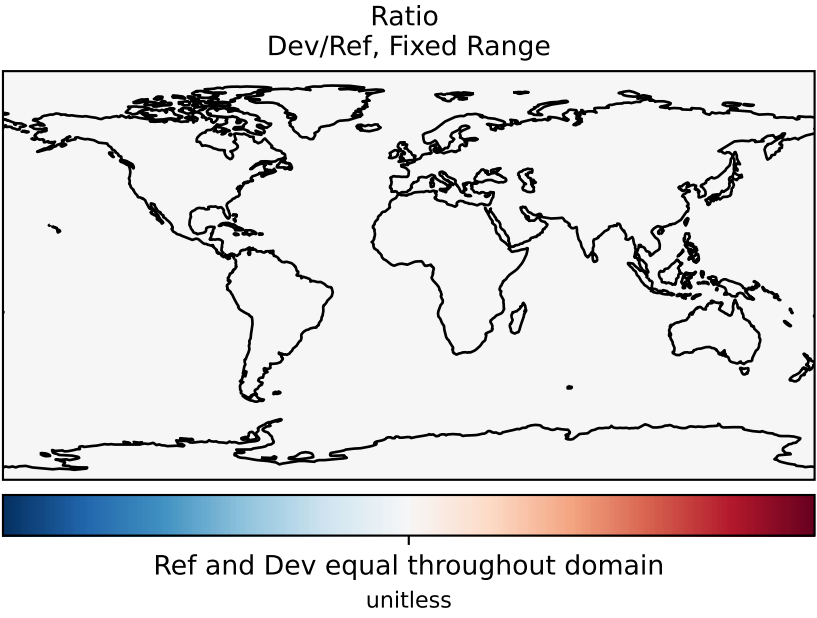 Ratio
Dev/Ref, Fixed Range
Ref and Dev equal throughout domain
unitless